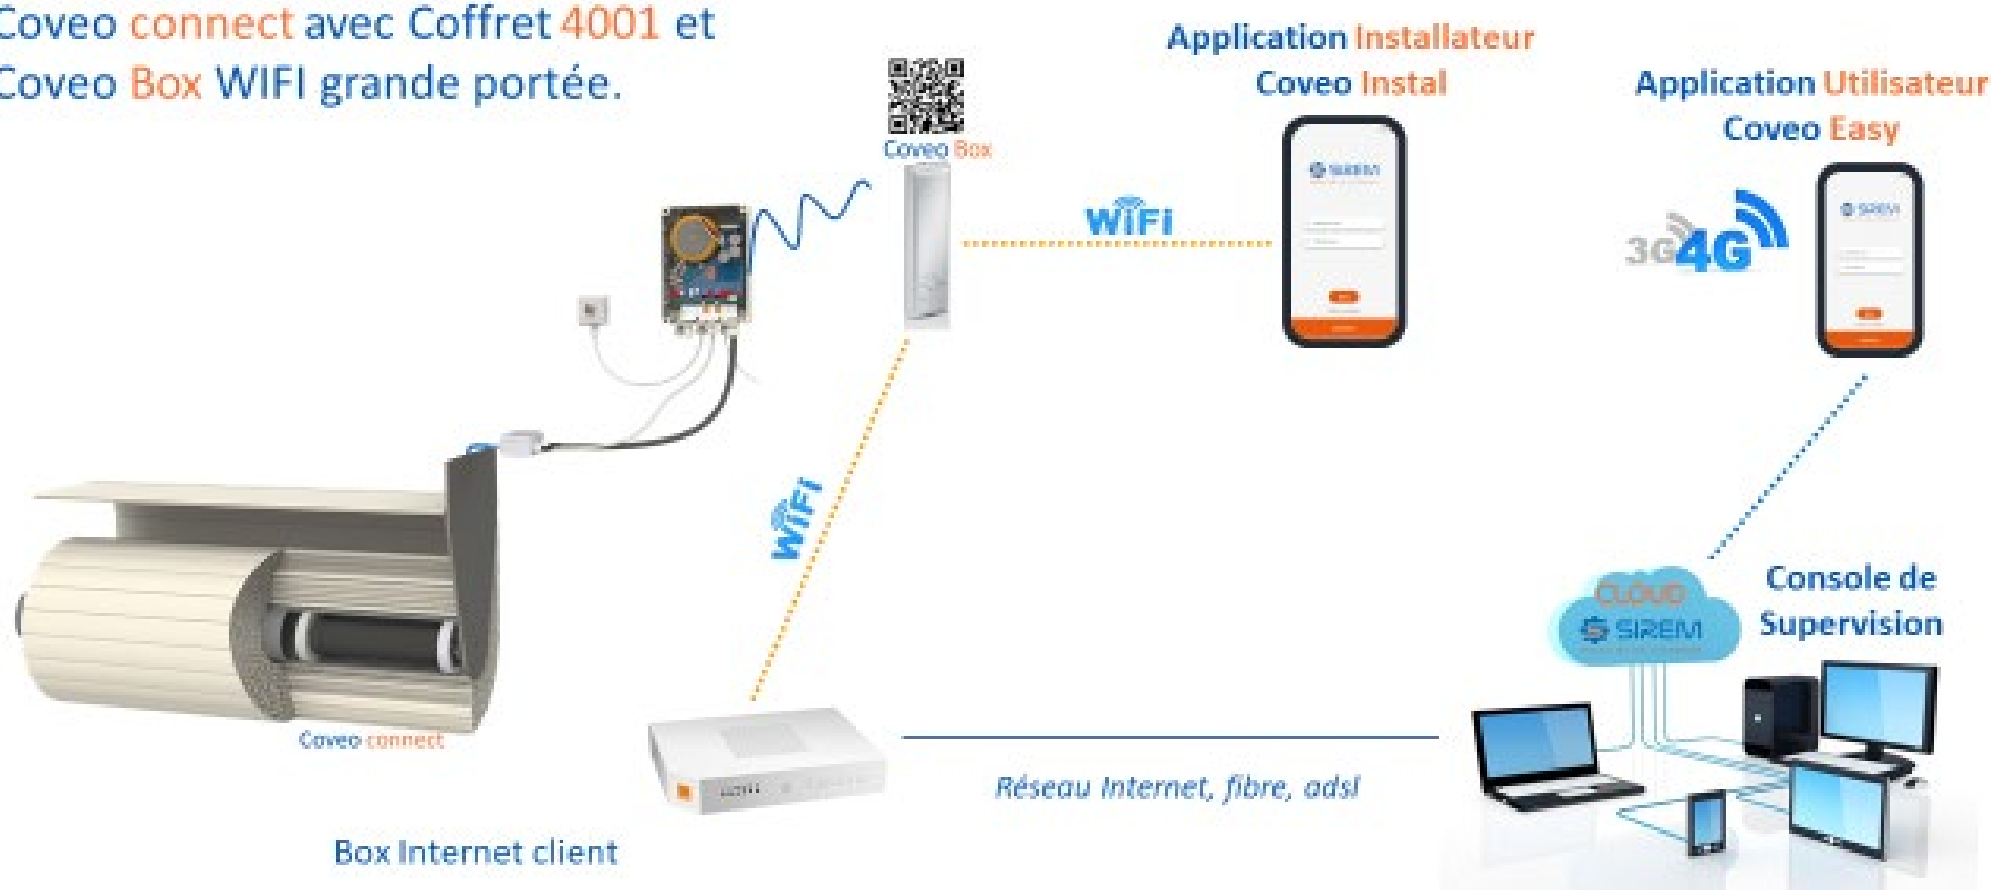 Coveo connect avec Coffret 4001 et
Coveo Box WIFI grande portée.
Application Installateur
Coveo Instal
Application Utilisateur
Coveo Easy
Coveo Box
WiFi
SIREM
3G 4G
SIREM
WiFi
CLOUD
SIREM
Console de
Supervision
Coveo connect
Réseau Internet, fibre, adsl
Box Internet client